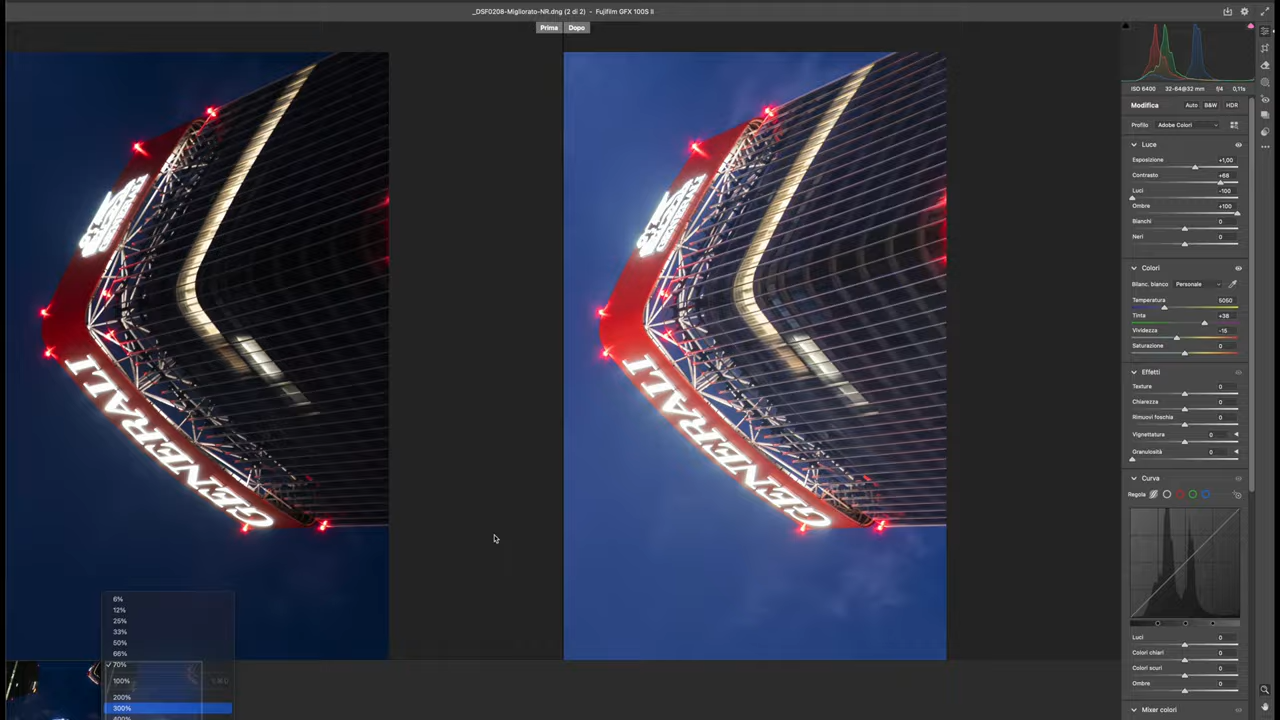 _DSF0208-Migliorato-NR.dng (2 di 2) - Fujifilm GFX 100S II
Prima
Dopo
GENERALI
GENERALI
ISO 6400 32-64@32 mm f/4 0,11s
Modifica Auto B&W HDR
Profilo Adobe Colori
Luce
Esposizione +1,00
Contrasto +68
Luci -100
Ombre +100
Bianchi 0
Neri 0
Colori
Bilanc. bianco Personale
Temperatura 5050
Tinta +38
Vividezza -15
Saturazione 0
Effetti
Texture 0
Chiarezza 0
Rimuovi foschia 0
Vignettatura 0
Granulosità 0
Curva
Regola
Luci 0
Colori chiari 0
Colori scuri 0
Ombre 0
Mixer colori
6%
12%
25%
33%
50%
66%
70%
100%
200%
300%
400%